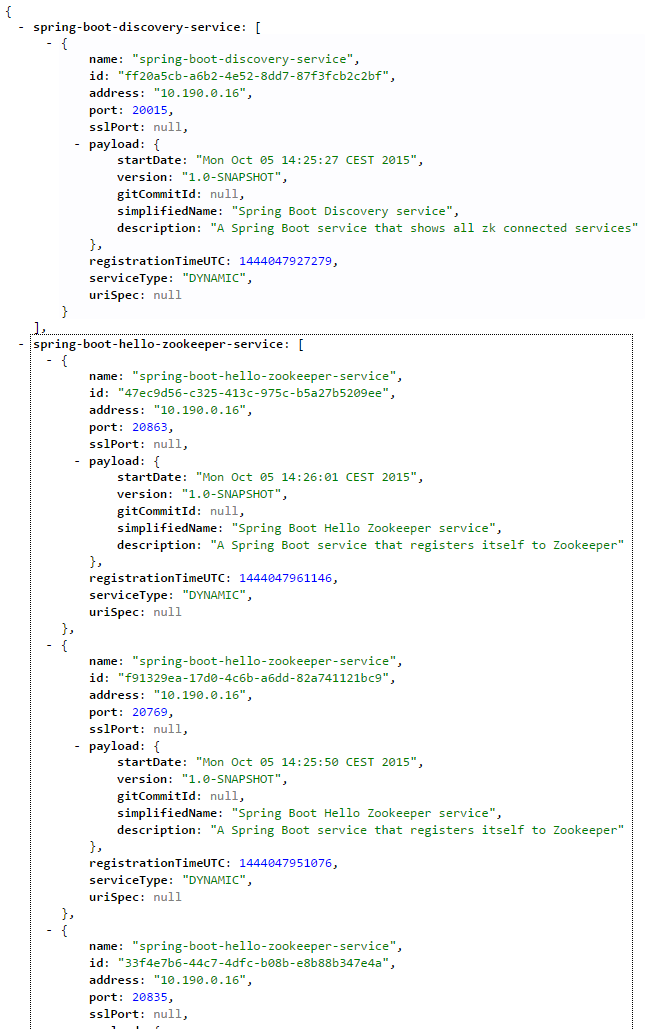 {
- spring-boot-discovery-service: [
- {
name: "spring-boot-discovery-service",
id: "ff20a5cb-a6b2-4e52-8dd7-87f3fcb2c2bf",
address: "10.190.0.16",
port: 20015,
sslPort: null,
- payload: {
startDate: "Mon Oct 05 14:25:27 CEST 2015",
version: "1.0-SNAPSHOT",
gitCommitId: null,
simplifiedName: "Spring Boot Discovery service",
description: "A Spring Boot service that shows all zk connected services"
},
registrationTimeUTC: 1444047927279,
serviceType: "DYNAMIC",
uriSpec: null
}
],
- spring-boot-hello-zookeeper-service: [
- {
name: "spring-boot-hello-zookeeper-service",
id: "47ec9d56-c325-413c-975c-b5a27b5209ee",
address: "10.190.0.16",
port: 20863,
sslPort: null,
- payload: {
startDate: "Mon Oct 05 14:26:01 CEST 2015",
version: "1.0-SNAPSHOT",
gitCommitId: null,
simplifiedName: "Spring Boot Hello Zookeeper service",
description: "A Spring Boot service that registers itself to Zookeeper"
},
registrationTimeUTC: 1444047961146,
serviceType: "DYNAMIC",
uriSpec: null
},
- {
name: "spring-boot-hello-zookeeper-service",
id: "f91329ea-17d0-4c6b-a6dd-82a741121bc9",
address: "10.190.0.16",
port: 20769,
sslPort: null,
- payload: {
startDate: "Mon Oct 05 14:25:50 CEST 2015",
version: "1.0-SNAPSHOT",
gitCommitId: null,
simplifiedName: "Spring Boot Hello Zookeeper service",
description: "A Spring Boot service that registers itself to Zookeeper"
},
registrationTimeUTC: 1444047951076,
serviceType: "DYNAMIC",
uriSpec: null
},
- {
name: "spring-boot-hello-zookeeper-service",
id: "33f4e7b6-44c7-4dfc-b08b-e8b88b347e4a",
address: "10.190.0.16",
port: 20835,
sslPort: null,